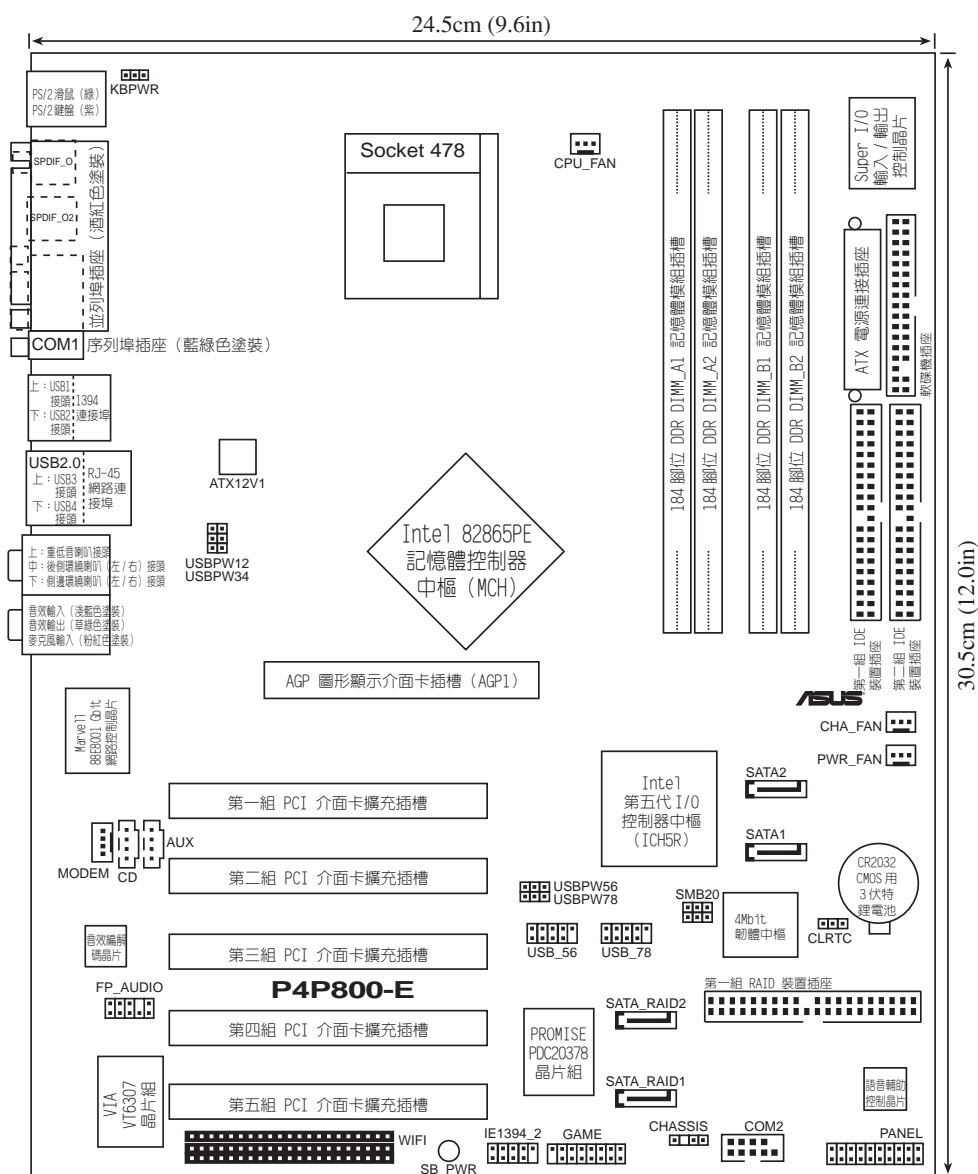 24.5cm (9.6in)
KBPWR
PS/2滑鼠（綠）
PS/2鍵盤（紫）
Socket 478
CPU_FAN
Super I/O
輸入/輸出
控制晶片
SPDIF_O
SPDIF_O2
並列埠插座（酒紅色塗裝）
184 腳位 DDR DIMM_A1 記憶體模組插槽
184 腳位 DDR DIMM_A2 記憶體模組插槽
184 腳位 DDR DIMM_B1 記憶體模組插槽
184 腳位 DDR DIMM_B2 記憶體模組插槽
ATX 電源連接插座
軟碟機插座
COM1 序列埠插座（藍綠色塗裝）
上：USB1
接頭
下：USB2
接頭
1394
連接埠
USB2.0
上：USB3
接頭
下：USB4
接頭
RJ-45
網路連
接埠
ATX12V1
USBPW12
USBPW34
Intel 82865PE
記憶體控制器
中樞（MCH）
30.5cm (12.0in)
上：重低音喇叭接頭
中：後側環繞喇叭（左/右）接頭
下：側邊環繞喇叭（左/右）接頭
音效輸入（淺藍色塗裝）
音效輸出（草綠色塗裝）
麥克風輸入（粉紅色塗裝）
第一組 IDE
裝置插座
第二組 IDE
裝置插座
AGP 圖形顯示介面卡插槽（AGP1）
ASUS
Marvell
88E8001 Gbit
網路控制晶片
CHA_FAN
PWR_FAN
SATA2
Intel
第五代 I/O
控制器中樞
（ICH5R）
第一組 PCI 介面卡擴充插槽
SATA1
AUX
MODEM
CD
第二組 PCI 介面卡擴充插槽
CR2032
CMOS 用
3 伏特
鋰電池
USBPW56
USBPW78
SMB20
4Mbit
韌體中樞
CLRTC
音效編解
碼晶片
第三組 PCI 介面卡擴充插槽
USB_56
USB_78
FP_AUDIO
P4P800-E
第一組 RAID 裝置插座
SATA_RAID2
第四組 PCI 介面卡擴充插槽
PROMISE
PDC20378
晶片組
SATA_RAID1
語音輔助
控制晶片
VIA
VT6307
晶片組
第五組 PCI 介面卡擴充插槽
WIFI
SB_PWR
IE1394_2
GAME
CHASSIS
COM2
PANEL